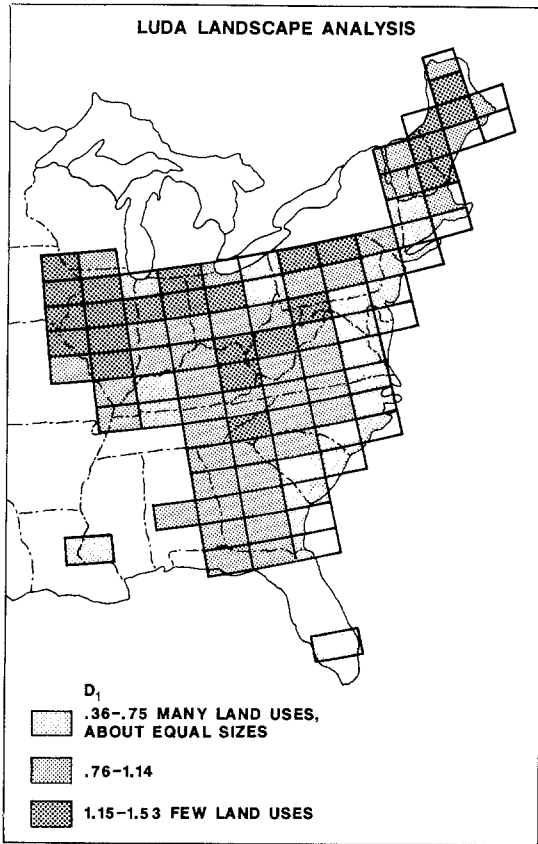 LUDA LANDSCAPE ANALYSIS
D₁
.36–.75 MANY LAND USES,
ABOUT EQUAL SIZES
.76–1.14
1.15–1.53 FEW LAND USES